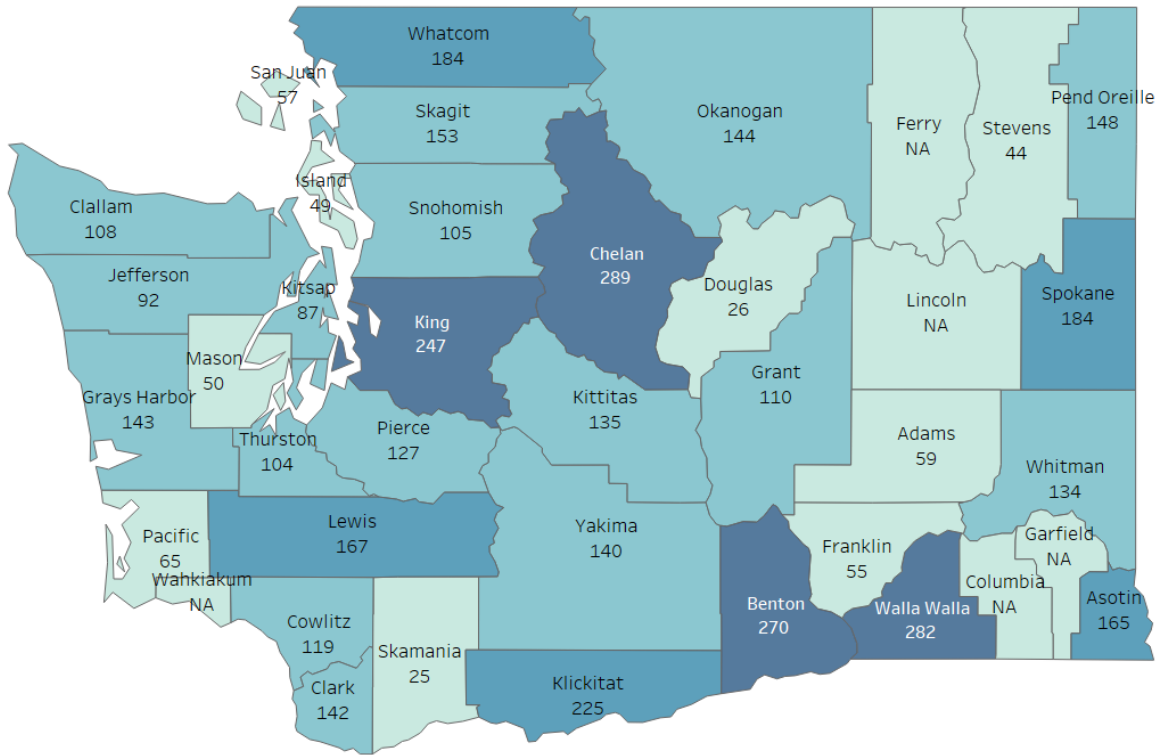 Whatcom
184
San Juan
57
Skagit
153
Okanogan
144
Ferry
NA
Stevens
44
Pend Oreille
148
Island
49
Clallam
108
Snohomish
105
Chelan
289
Jefferson
92
Kitsap
87
Douglas
26
Lincoln
NA
Spokane
184
King
247
Mason
50
Grays Harbor
143
Kittitas
135
Grant
110
Thurston
104
Pierce
127
Adams
59
Whitman
134
Lewis
167
Yakima
140
Pacific
65
Wahkiakum
NA
Franklin
55
Garfield
NA
Columbia
NA
Benton
270
Walla Walla
282
Asotin
165
Cowlitz
119
Skamania
25
Clark
142
Klickitat
225